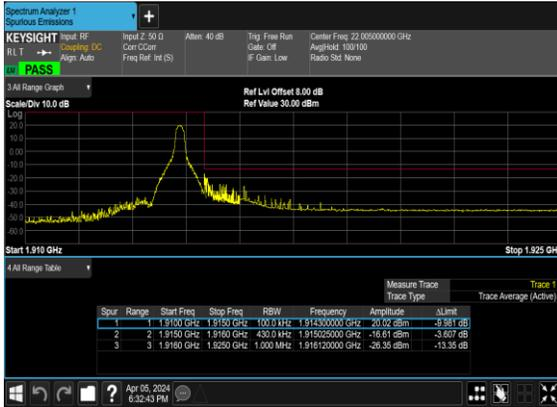 Spectrum Analyzer 1
Spurious Emissions
KEYSIGHT Input: RF Input Z: 50 Ω Atten: 40 dB Trig: Free Run Center Freq: 22.005000000 GHz
RLT Coupling: DC Corr CCorr Gate: Off Avg|Hold: 100/100
Align: Auto Freq Ref: Int (S) IF Gain: Low Radio Std: None
PASS
3 All Range Graph
Ref Lvl Offset 8.00 dB
Scale/Div 10.0 dB Ref Value 30.00 dBm
Log
20.0
10.0
0.00
-10.0
-20.0
-30.0
-40.0
-50.0
-60.0
Start 1.910 GHz Stop 1.925 GH
4 All Range Table
Measure Trace Trace 1
Trace Type Trace Average (Active)
Spur Range Start Freq Stop Freq RBW Frequency Amplitude ΔLimit
1 1 1.9100 GHz 1.9150 GHz 100.0 kHz 1.914300000 GHz 20.02 dBm -9.981 dB
2 2 1.9150 GHz 1.9160 GHz 430.0 kHz 1.915025000 GHz -16.61 dBm -3.607 dB
3 3 1.9160 GHz 1.9250 GHz 1.000 MHz 1.916120000 GHz -26.35 dBm -13.35 dB
Apr 05, 2024
6:32:43 PM